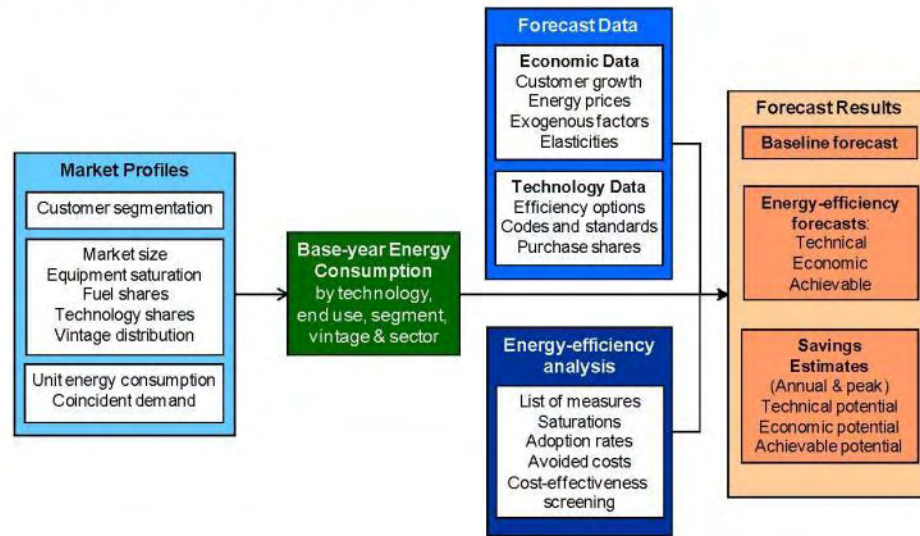 Market Profiles
Customer segmentation
Market size
Equipment saturation
Fuel shares
Technology shares
Vintage distribution
Unit energy consumption
Coincident demand
Base-year Energy
Consumption
by technology,
end use, segment,
vintage & sector
Forecast Data
Economic Data
Customer growth
Energy prices
Exogenous factors
Elasticities
Technology Data
Efficiency options
Codes and standards
Purchase shares
Energy-efficiency
analysis
List of measures
Saturations
Adoption rates
Avoided costs
Cost-effectiveness
screening
Forecast Results
Baseline forecast
Energy-efficiency
forecasts:
Technical
Economic
Achievable
Savings
Estimates
(Annual & peak)
Technical potential
Economic potential
Achievable potential